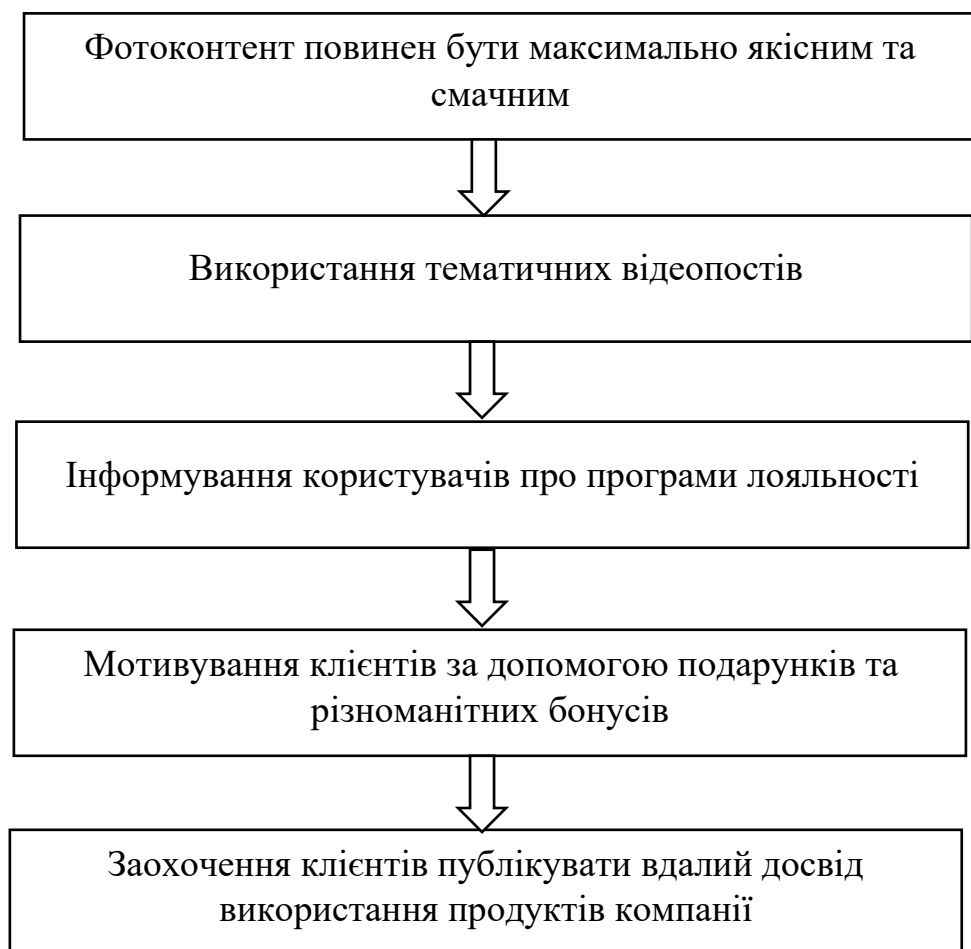 Фотоконтент повинен бути максимально якісним та
смачним
Використання тематичних відеопостів
Інформування користувачів про програми лояльності
Мотивування клієнтів за допомогою подарунків та
різноманітних бонусів
Заохочення клієнтів публікувати вдалий досвід
використання продуктів компанії